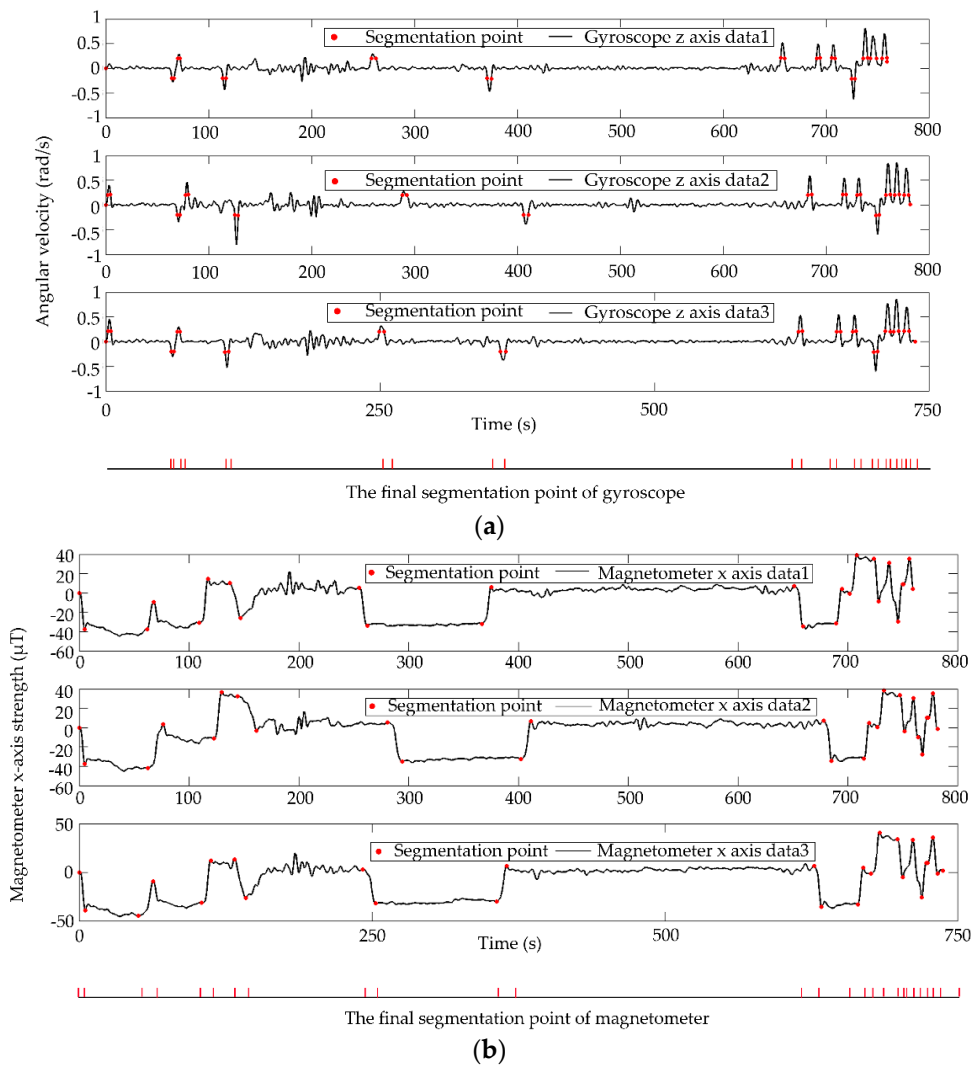 1
0.5
0
-0.5
-1
Segmentation point Gyroscope z axis data1
0 100 200 300 400 500 600 700 800
1
0.5
0
-0.5
-1
Segmentation point Gyroscope z axis data2
0 100 200 300 400 500 600 700 800
1
0.5
0
-0.5
-1
Segmentation point Gyroscope z axis data3
0 250 500 750
Angular velocity (rad/s)
Time (s)
The final segmentation point of gyroscope
(a)
40
20
0
-20
-40
-60
Segmentation point Magnetometer x axis data1
0 100 200 300 400 500 600 700 800
40
20
0
-20
-40
-60
Segmentation point Magnetometer x axis data2
0 100 200 300 400 500 600 700 800
50
0
-50
Segmentation point Magnetometer x axis data3
0 250 500 750
Magnetometer x-axis strength (μT)
Time (s)
The final segmentation point of magnetometer
(b)